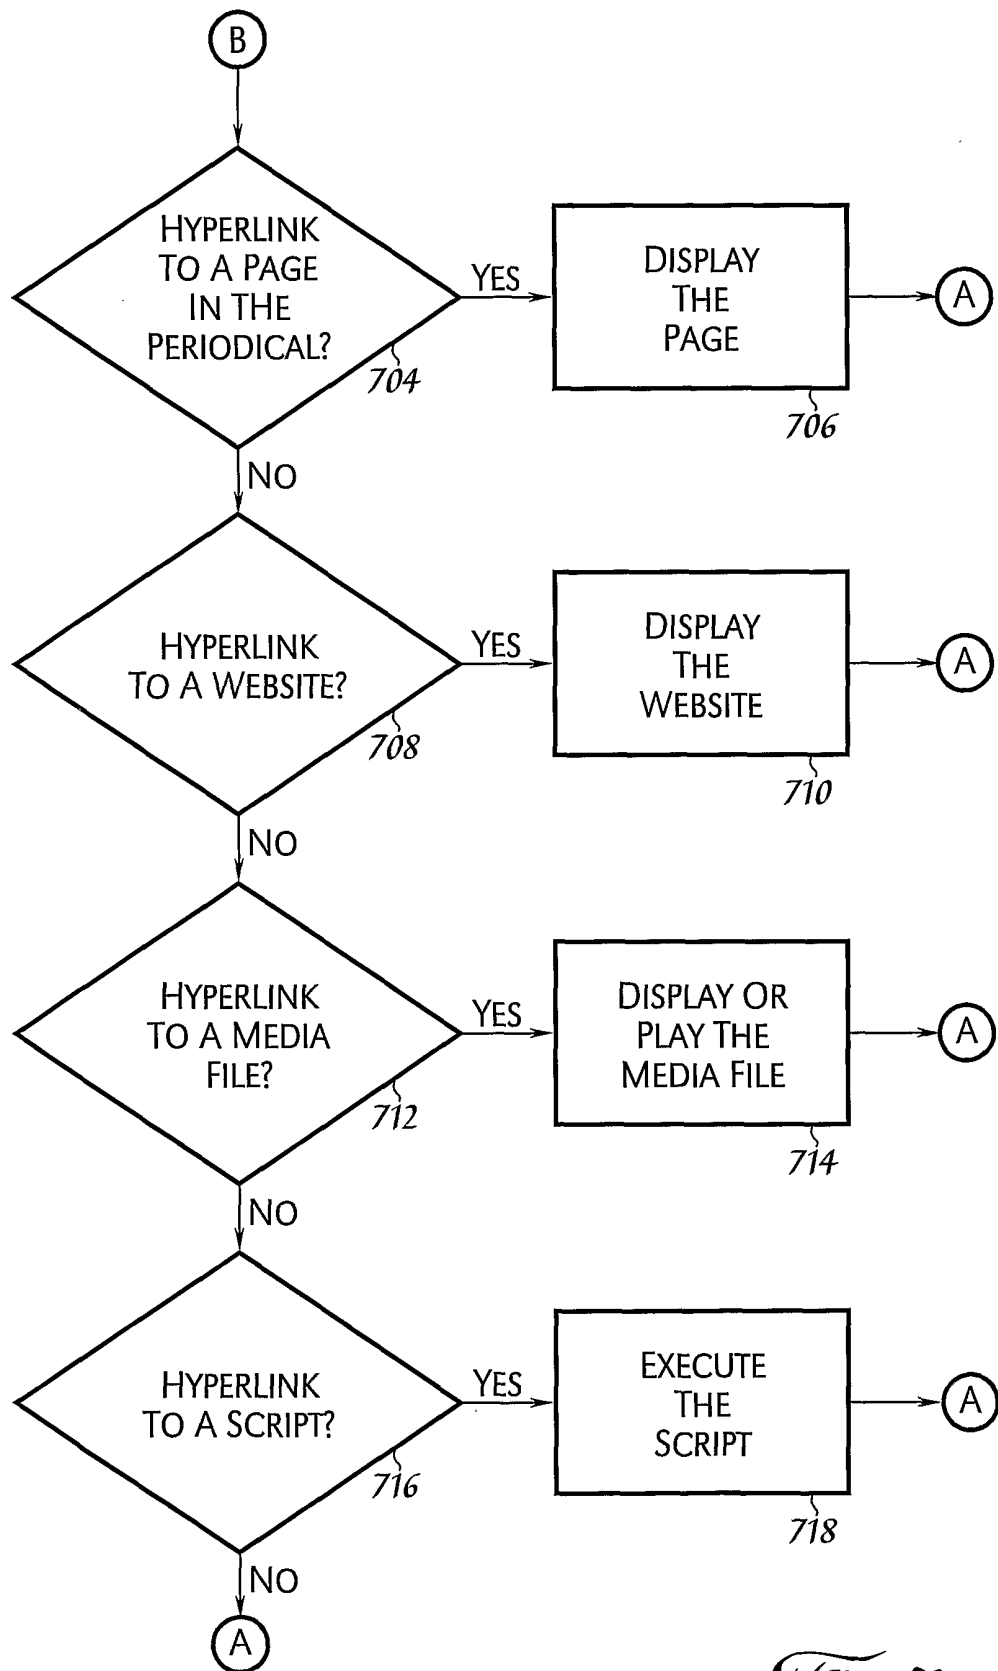 B
HYPERLINK
TO A PAGE
IN THE
PERIODICAL?
704
YES
DISPLAY
THE
PAGE
706
A
NO
HYPERLINK
TO A WEBSITE?
708
YES
DISPLAY
THE
WEBSITE
710
A
NO
HYPERLINK
TO A MEDIA
FILE?
712
YES
DISPLAY OR
PLAY THE
MEDIA FILE
714
A
NO
HYPERLINK
TO A SCRIPT?
716
YES
EXECUTE
THE
SCRIPT
718
A
NO
A